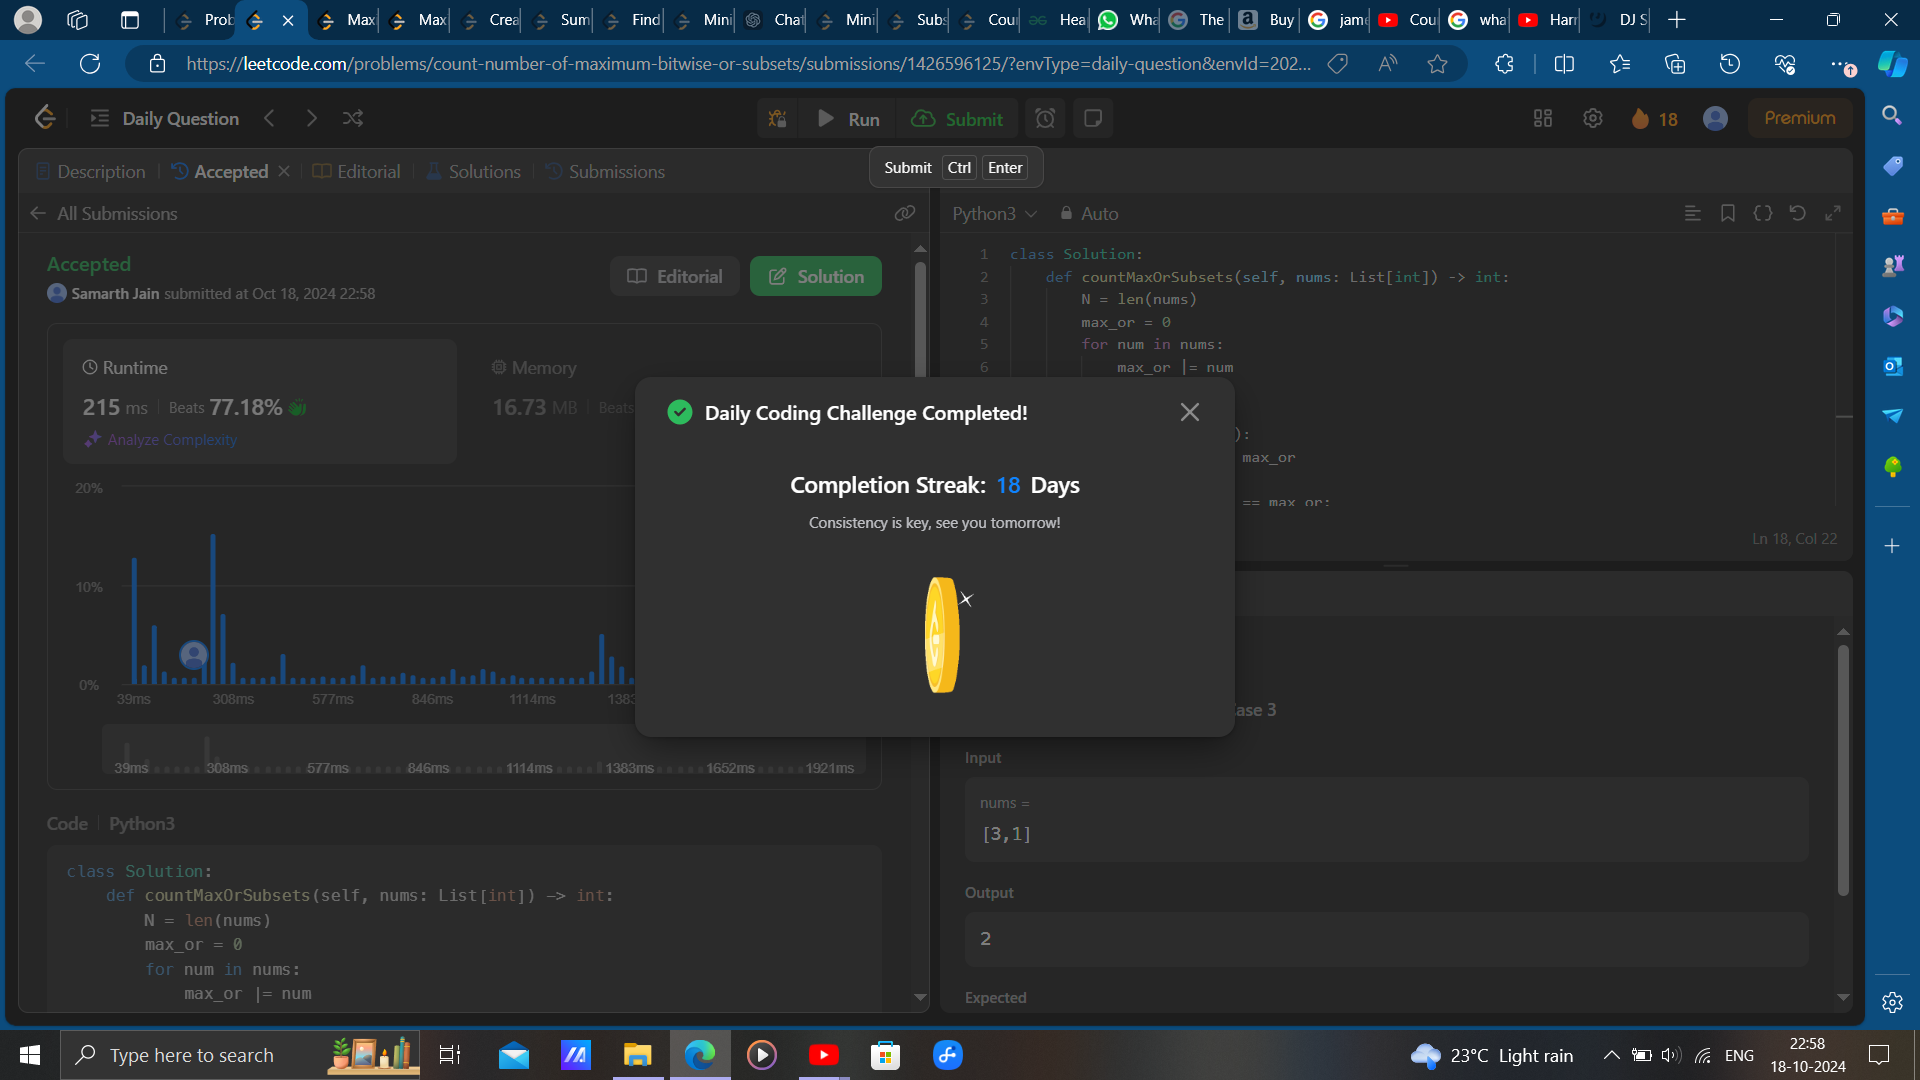 Prob
Max
Max
Crea
Sum
Find
Mini
Chat
Mini
Subs
Cou
Hea
Wha
The
Buy
jame
Cou
wha
Harr
DJ S
https://leetcode.com/problems/count-number-of-maximum-bitwise-or-subsets/submissions/1426596125/?envType=daily-question&envId=202...
Daily Question
Run
Submit
18
Premium
Submit Ctrl Enter
Description
Accepted
Editorial
Solutions
Submissions
All Submissions
Accepted
Samarth Jain submitted at Oct 18, 2024 22:58
Editorial
Solution
Runtime
215 ms Beats 77.18%
Analyze Complexity
Memory
16.73 MB Beats
20%
10%
0%
39ms 308ms 577ms 846ms 1114ms 1383
39ms 308ms 577ms 846ms 1114ms 1383ms 1652ms 1921ms
Code Python3
class Solution:
def countMaxOrSubsets(self, nums: List[int]) -> int:
N = len(nums)
max_or = 0
for num in nums:
max_or |= num
Daily Coding Challenge Completed!
Completion Streak: 18 Days
Consistency is key, see you tomorrow!
Python3 Auto
1 class Solution:
2 def countMaxOrSubsets(self, nums: List[int]) -> int:
3 N = len(nums)
4 max_or = 0
5 for num in nums:
6 max_or |= num
):
max_or
== max_or:
Ln 18, Col 22
ase 3
Input
nums =
[3,1]
Output
2
Expected
Type here to search
23°C Light rain
ENG
22:58
18-10-2024